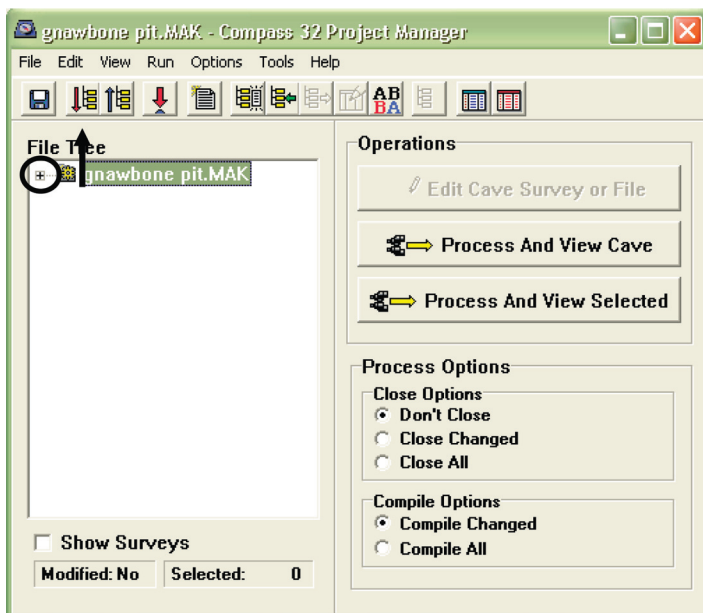 gnawbone pit.MAK - Compass 32 Project Manager
File Edit View Run Options Tools Help
AB
BA
File Tree
gnawbone pit.MAK
Show Surveys
Modified: No Selected: 0
Operations
Edit Cave Survey or File
Process And View Cave
Process And View Selected
Process Options
Close Options
Don't Close
Close Changed
Close All
Compile Options
Compile Changed
Compile All